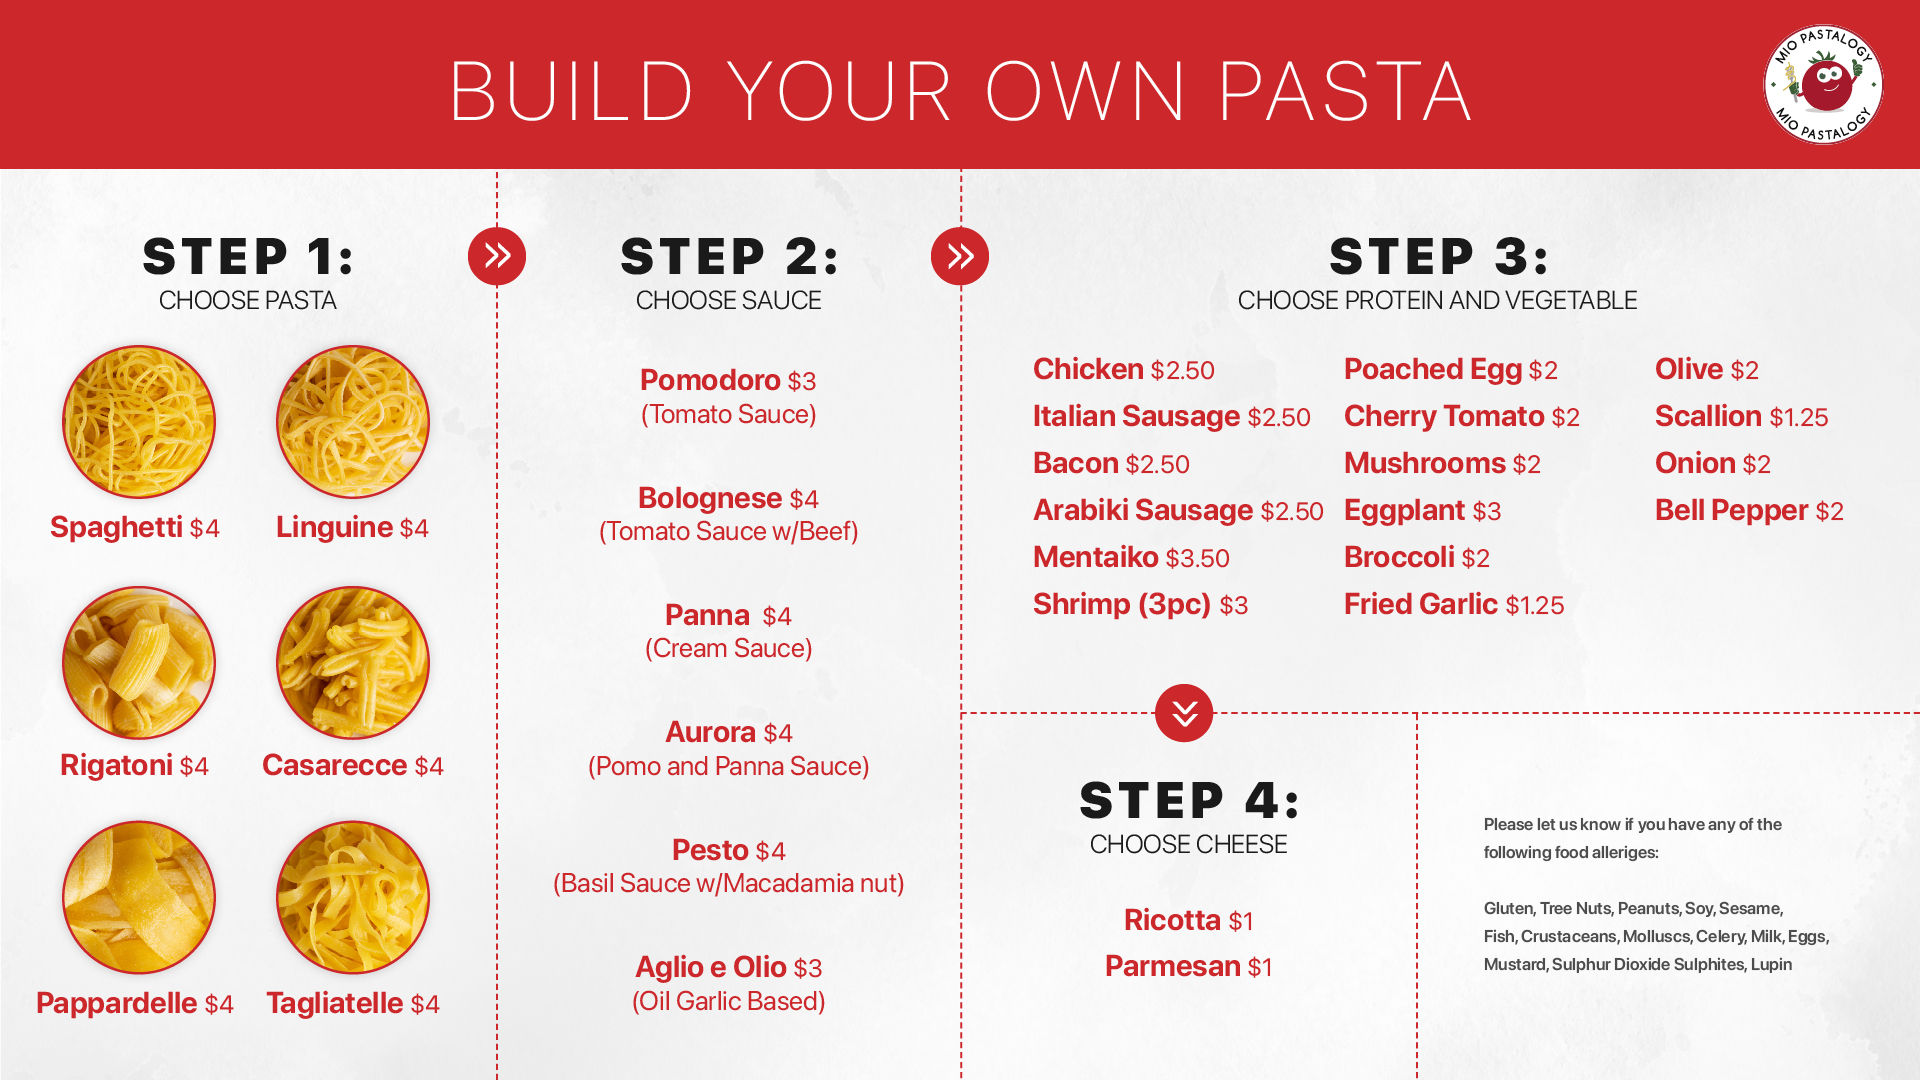 BUILD YOUR OWN PASTA
MIO PASTALOGY
MIO PASTALOGY
STEP 1:
CHOOSE PASTA
Spaghetti $4
Linguine $4
Rigatoni $4
Casarecce $4
Pappardelle $4
Tagliatelle $4
STEP 2:
CHOOSE SAUCE
Pomodoro $3
(Tomato Sauce)
Bolognese $4
(Tomato Sauce w/Beef)
Panna $4
(Cream Sauce)
Aurora $4
(Pomo and Panna Sauce)
Pesto $4
(Basil Sauce w/Macadamia nut)
Aglio e Olio $3
(Oil Garlic Based)
STEP 3:
CHOOSE PROTEIN AND VEGETABLE
Chicken $2.50
Italian Sausage $2.50
Bacon $2.50
Arabiki Sausage $2.50
Mentaiko $3.50
Shrimp (3pc) $3
Poached Egg $2
Cherry Tomato $2
Mushrooms $2
Eggplant $3
Broccoli $2
Fried Garlic $1.25
Olive $2
Scallion $1.25
Onion $2
Bell Pepper $2
STEP 4:
CHOOSE CHEESE
Ricotta $1
Parmesan $1
Please let us know if you have any of the
following food alleriges:
Gluten, Tree Nuts, Peanuts, Soy, Sesame,
Fish, Crustaceans, Molluscs, Celery, Milk, Eggs,
Mustard, Sulphur Dioxide Sulphites, Lupin